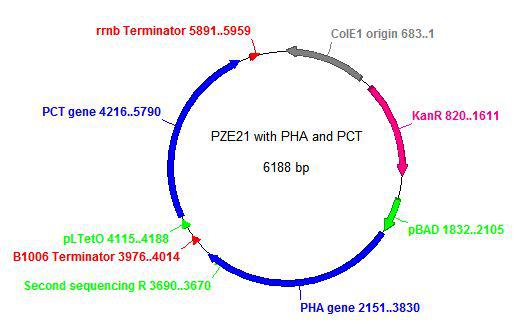 rrnb Terminator 5891..5959
ColE1 origin 683..1
PCT gene 4216..5790
KanR 820..1611
PZE21 with PHA and PCT
6188 bp
pLTetO 4115..4188
pBAD 1832..2105
B1006 Terminator 3976..4014
Second sequencing R 3690..3670
PHA gene 2151..3830